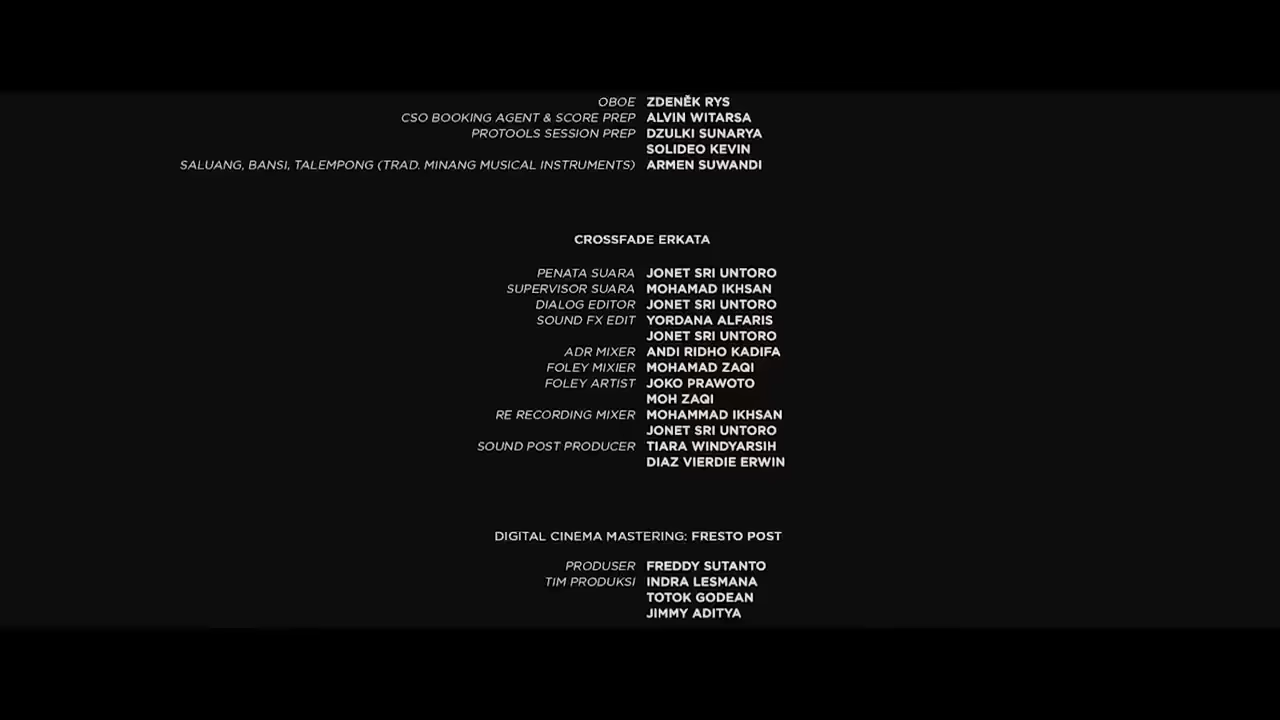 OBOE ZDENĚK RYS
CSO BOOKING AGENT & SCORE PREP ALVIN WITARSA
PROTOOLS SESSION PREP DZULKI SUNARYA
SOLIDEO KEVIN
SALUANG, BANSI, TALEMPONG (TRAD. MINANG MUSICAL INSTRUMENTS) ARMEN SUWANDI
CROSSFADE ERKATA
PENATA SUARA JONET SRI UNTORO
SUPERVISOR SUARA MOHAMAD IKHSAN
DIALOG EDITOR JONET SRI UNTORO
SOUND FX EDIT YORDANA ALFARIS
JONET SRI UNTORO
ADR MIXER ANDI RIDHO KADIFA
FOLEY MIXIER MOHAMAD ZAQI
FOLEY ARTIST JOKO PRAWOTO
MOH ZAQI
RE RECORDING MIXER MOHAMMAD IKHSAN
JONET SRI UNTORO
SOUND POST PRODUCER TIARA WINDYARSIH
DIAZ VIERDIE ERWIN
DIGITAL CINEMA MASTERING: FRESTO POST
PRODUSER FREDDY SUTANTO
TIM PRODUKSI INDRA LESMANA
TOTOK GODEAN
JIMMY ADITYA